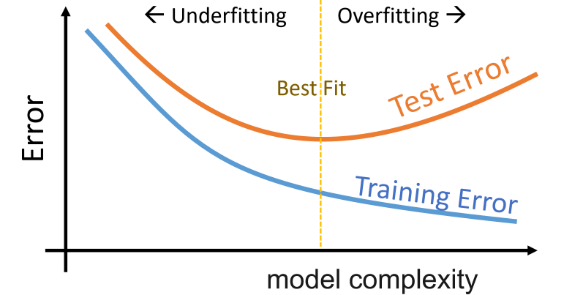 ← Underfitting
Overfitting →
Best Fit
Test Error
Error
Training Error
model complexity